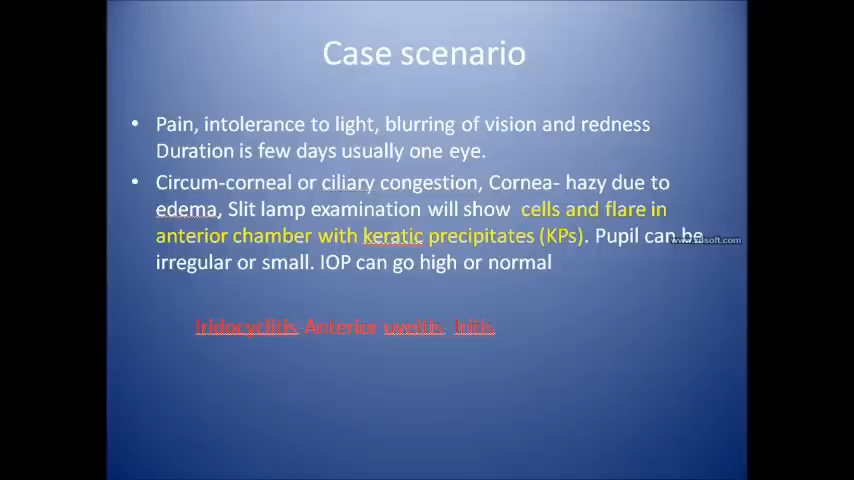 Case scenario
• Pain, intolerance to light, blurring of vision and redness
Duration is few days usually one eye.
• Circum-corneal or ciliary congestion, Cornea- hazy due to
edema, Slit lamp examination will show cells and flare in
anterior chamber with keratic precipitates (KPs). Pupil can be
irregular or small. IOP can go high or normal
www.zdsoft.com
Iridocyclitis-Anterior uveitis- Iritis